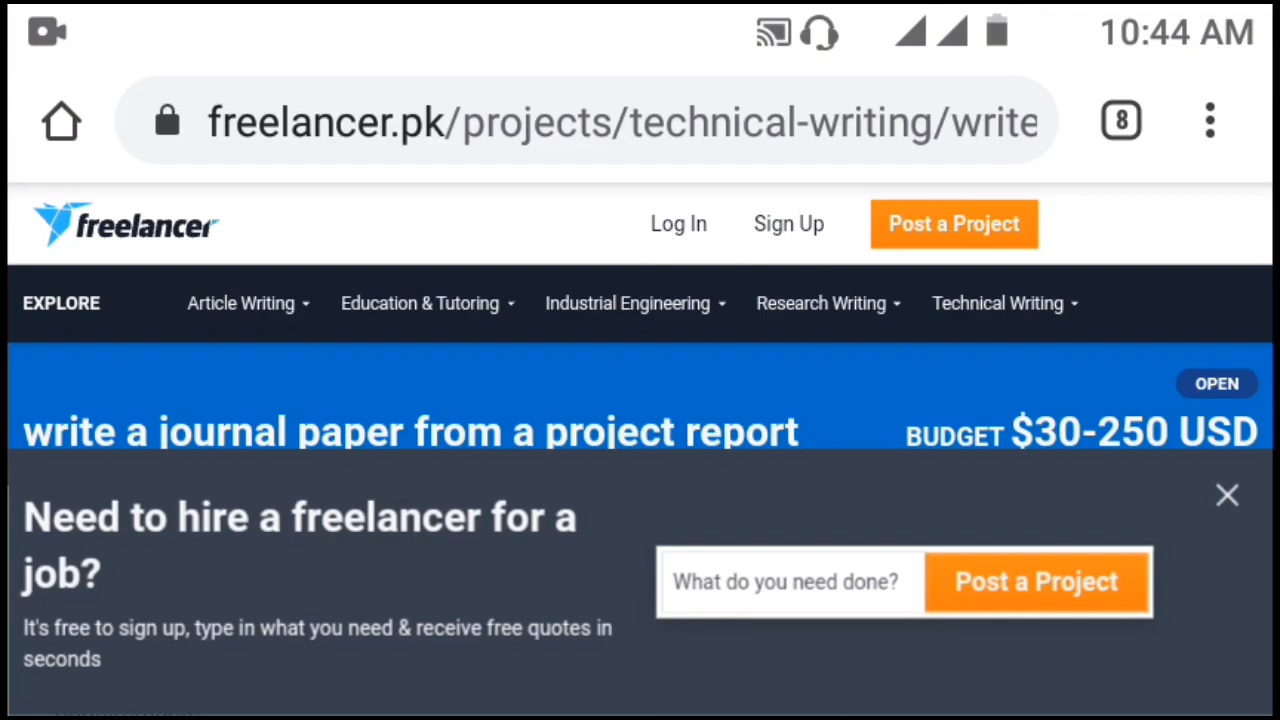 10:44 AM
freelancer.pk/projects/technical-writing/write
8
freelancer
Log In
Sign Up
Post a Project
EXPLORE
Article Writing
Education & Tutoring
Industrial Engineering
Research Writing
Technical Writing
OPEN
write a journal paper from a project report
BUDGET $30-250 USD
Need to hire a freelancer for a
job?
What do you need done?
Post a Project
It's free to sign up, type in what you need & receive free quotes in
seconds